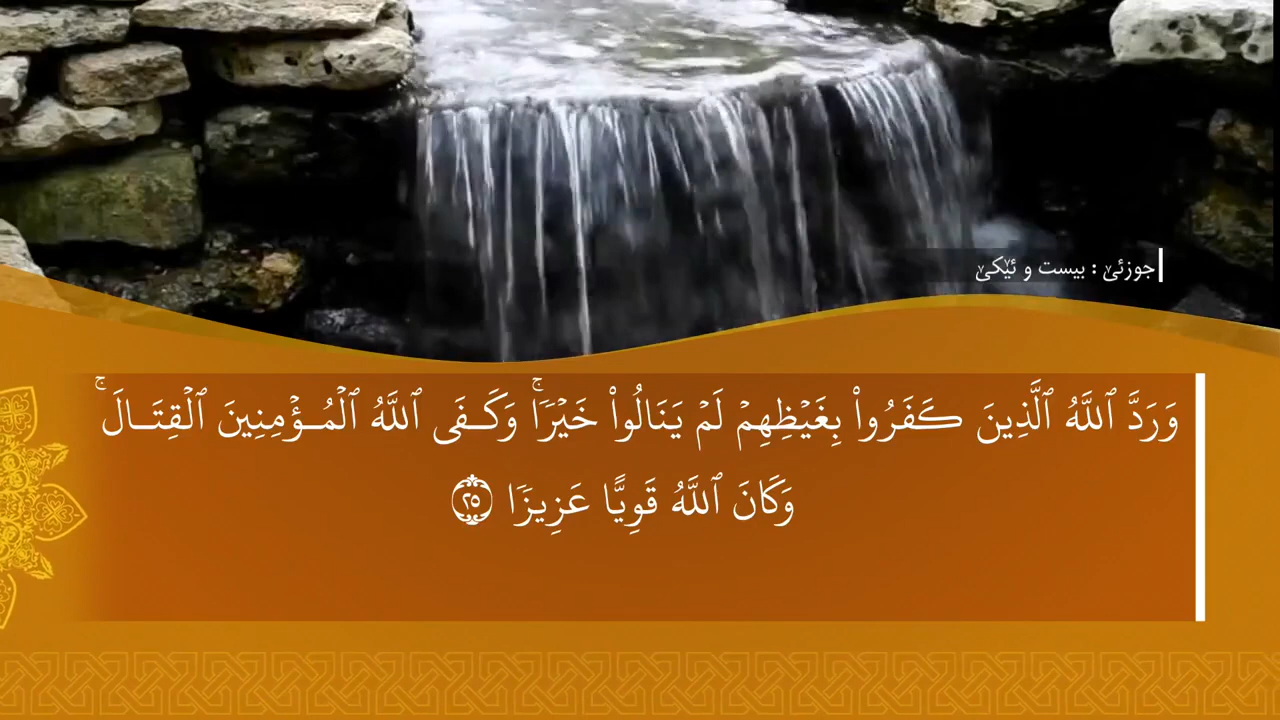 جوزئێ : بیست و ئێکێ
وَرَدَّ ٱللَّهُ ٱلَّذِينَ كَفَرُواْ بِغَيۡظِهِمۡ لَمۡ يَنَالُواْ خَيۡرٗاۚ وَكَفَى ٱللَّهُ ٱلۡمُؤۡمِنِينَ ٱلۡقِتَالَۚ
وَكَانَ ٱللَّهُ قَوِيًّا عَزِيزٗا ٢٥